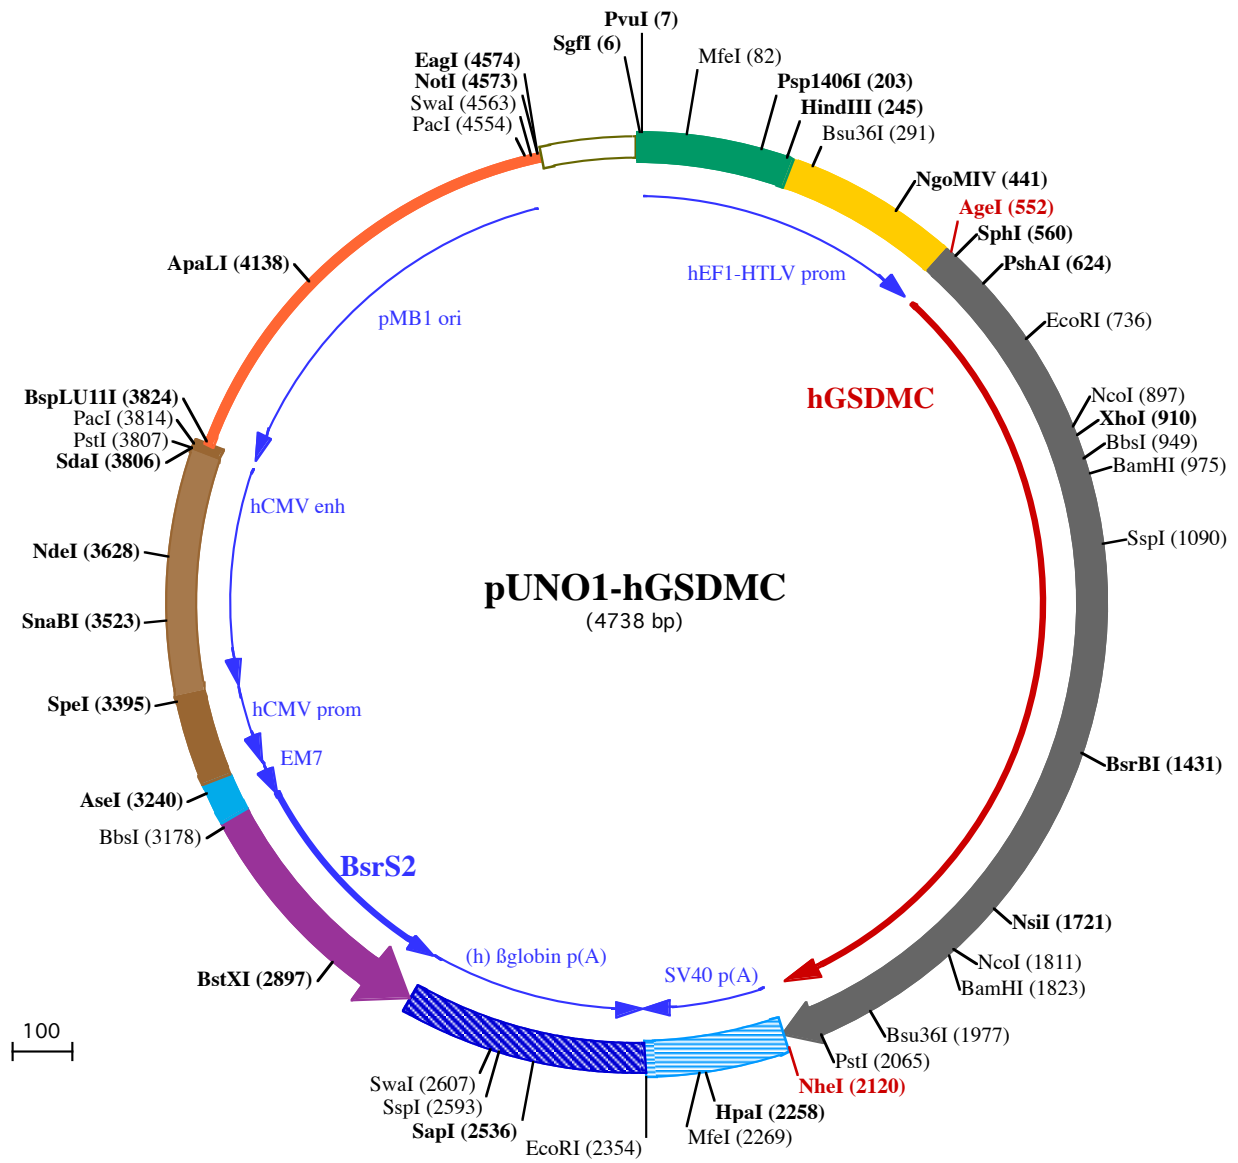 PvuI (7)
SgfI (6)
MfeI (82)
EagI (4574)
NotI (4573)
SwaI (4563)
PacI (4554)
Psp1406I (203)
HindIII (245)
Bsu36I (291)
NgoMIV (441)
AgeI (552)
SphI (560)
PshAI (624)
ApaLI (4138)
hEF1-HTLV prom
pMB1 ori
EcoRI (736)
hGSDMC
BspLU11I (3824)
PacI (3814)
PstI (3807)
SdaI (3806)
NcoI (897)
XhoI (910)
BbsI (949)
BamHI (975)
hCMV enh
SspI (1090)
NdeI (3628)
pUNO1-hGSDMC
(4738 bp)
SnaBI (3523)
SpeI (3395)
hCMV prom
EM7
BsrBI (1431)
AseI (3240)
BbsI (3178)
BsrS2
NsiI (1721)
(h) ßglobin p(A)
SV40 p(A)
NcoI (1811)
BamHI (1823)
BstXI (2897)
100
Bsu36I (1977)
PstI (2065)
NheI (2120)
SwaI (2607)
SspI (2593)
SapI (2536)
EcoRI (2354)
HpaI (2258)
MfeI (2269)